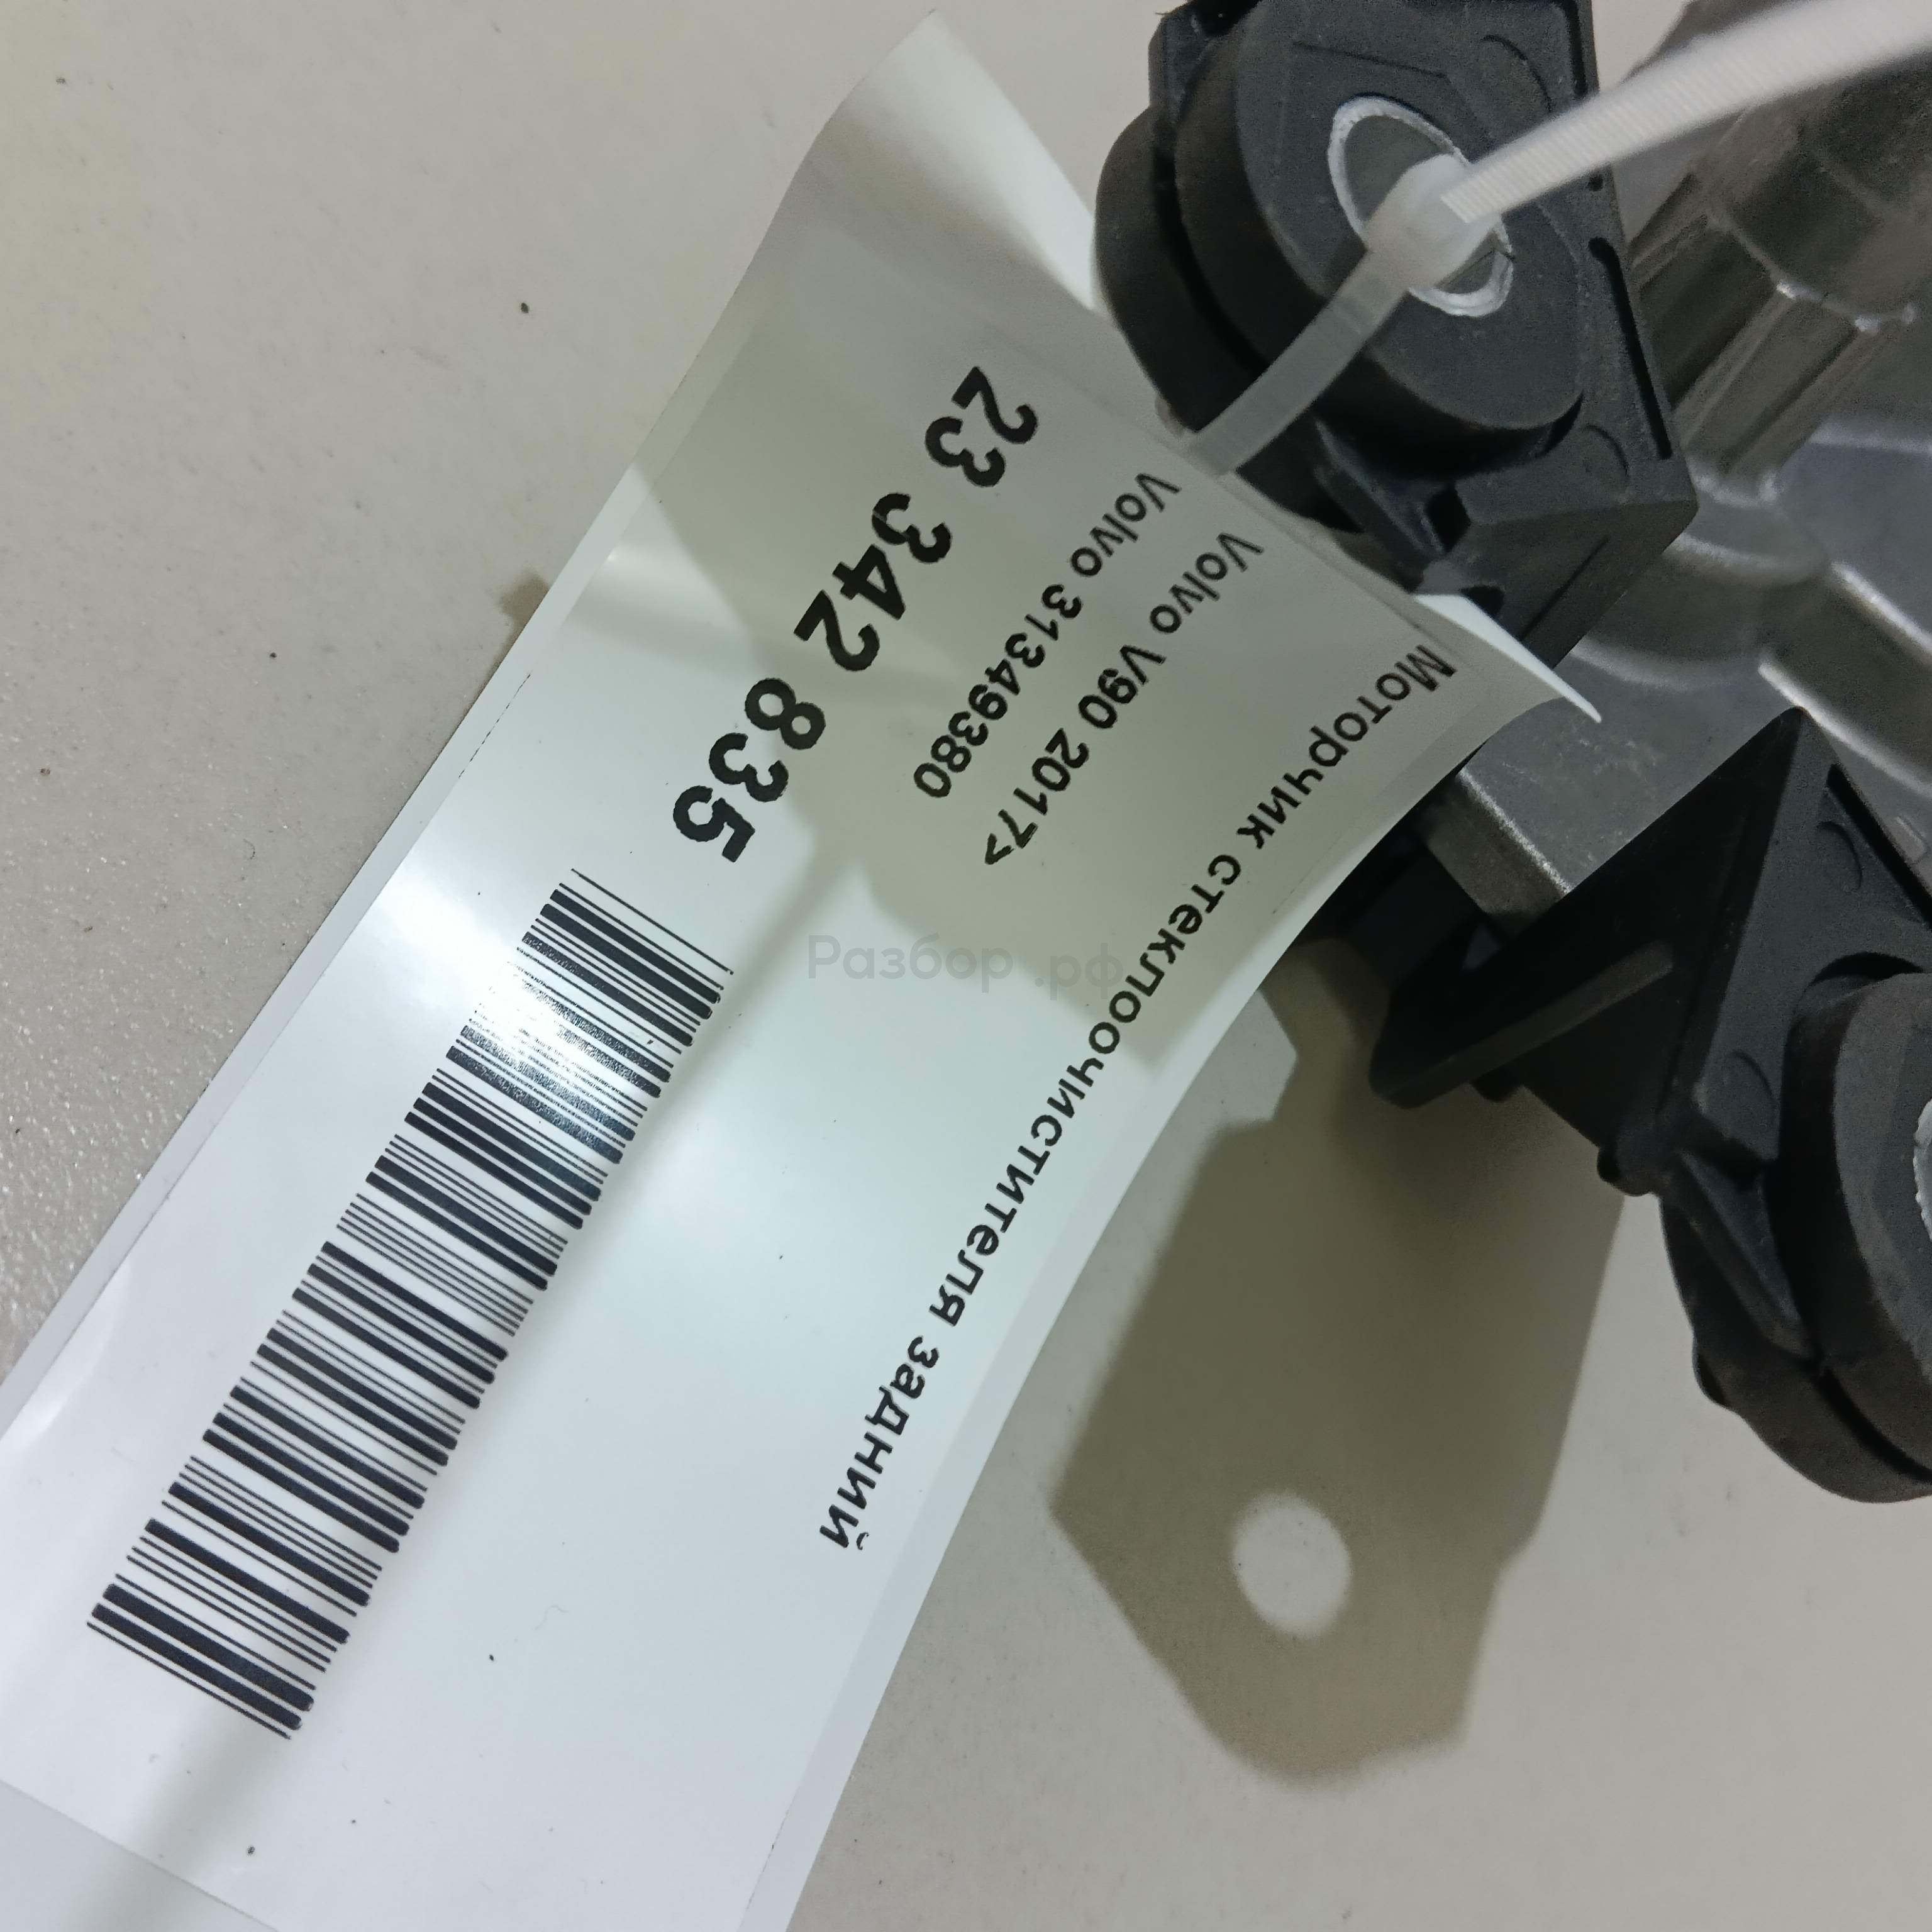 Моторчик стеклоочистителя задний
Volvo V90 2017>
Volvo 31349380
23 342 835
Разбор.рф